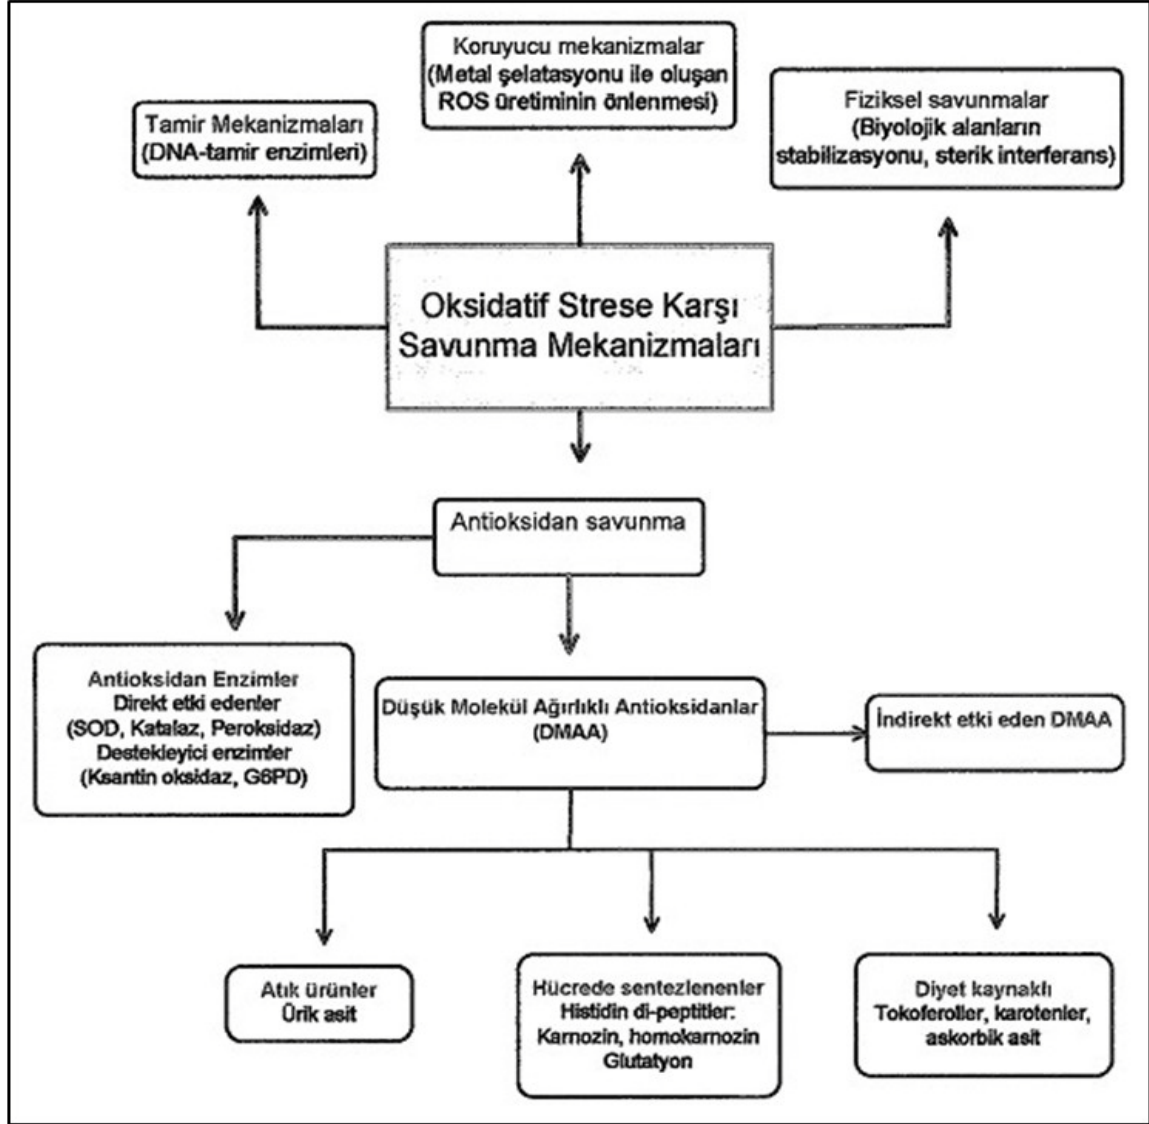 Koruyucu mekanizmalar
(Metal şelatasyonu ile oluşan
ROS üretiminin önlenmesi)
Fiziksel savunmalar
(Biyolojik alanların
stabilizasyonu, sterik interferans)
Tamir Mekanizmaları
(DNA-tamir enzimleri)
Oksidatif Strese Karşı
Savunma Mekanizmaları
Antioksidan savunma
Antioksidan Enzimler
Direkt etki edenler
(SOD, Katalaz, Peroksidaz)
Destekleyici enzimler
(Ksantin oksidaz, G6PD)
Düşük Molekül Ağırlıklı Antioksidanlar
(DMAA)
İndirekt etki eden DMAA
Atık ürünler
Ürik asit
Hücrede sentezlenenler
Histidin di-peptitler:
Karnozin, homokarnozin
Glutatyon
Diyet kaynaklı
Tokoferoller, karotenler,
askorbik asit